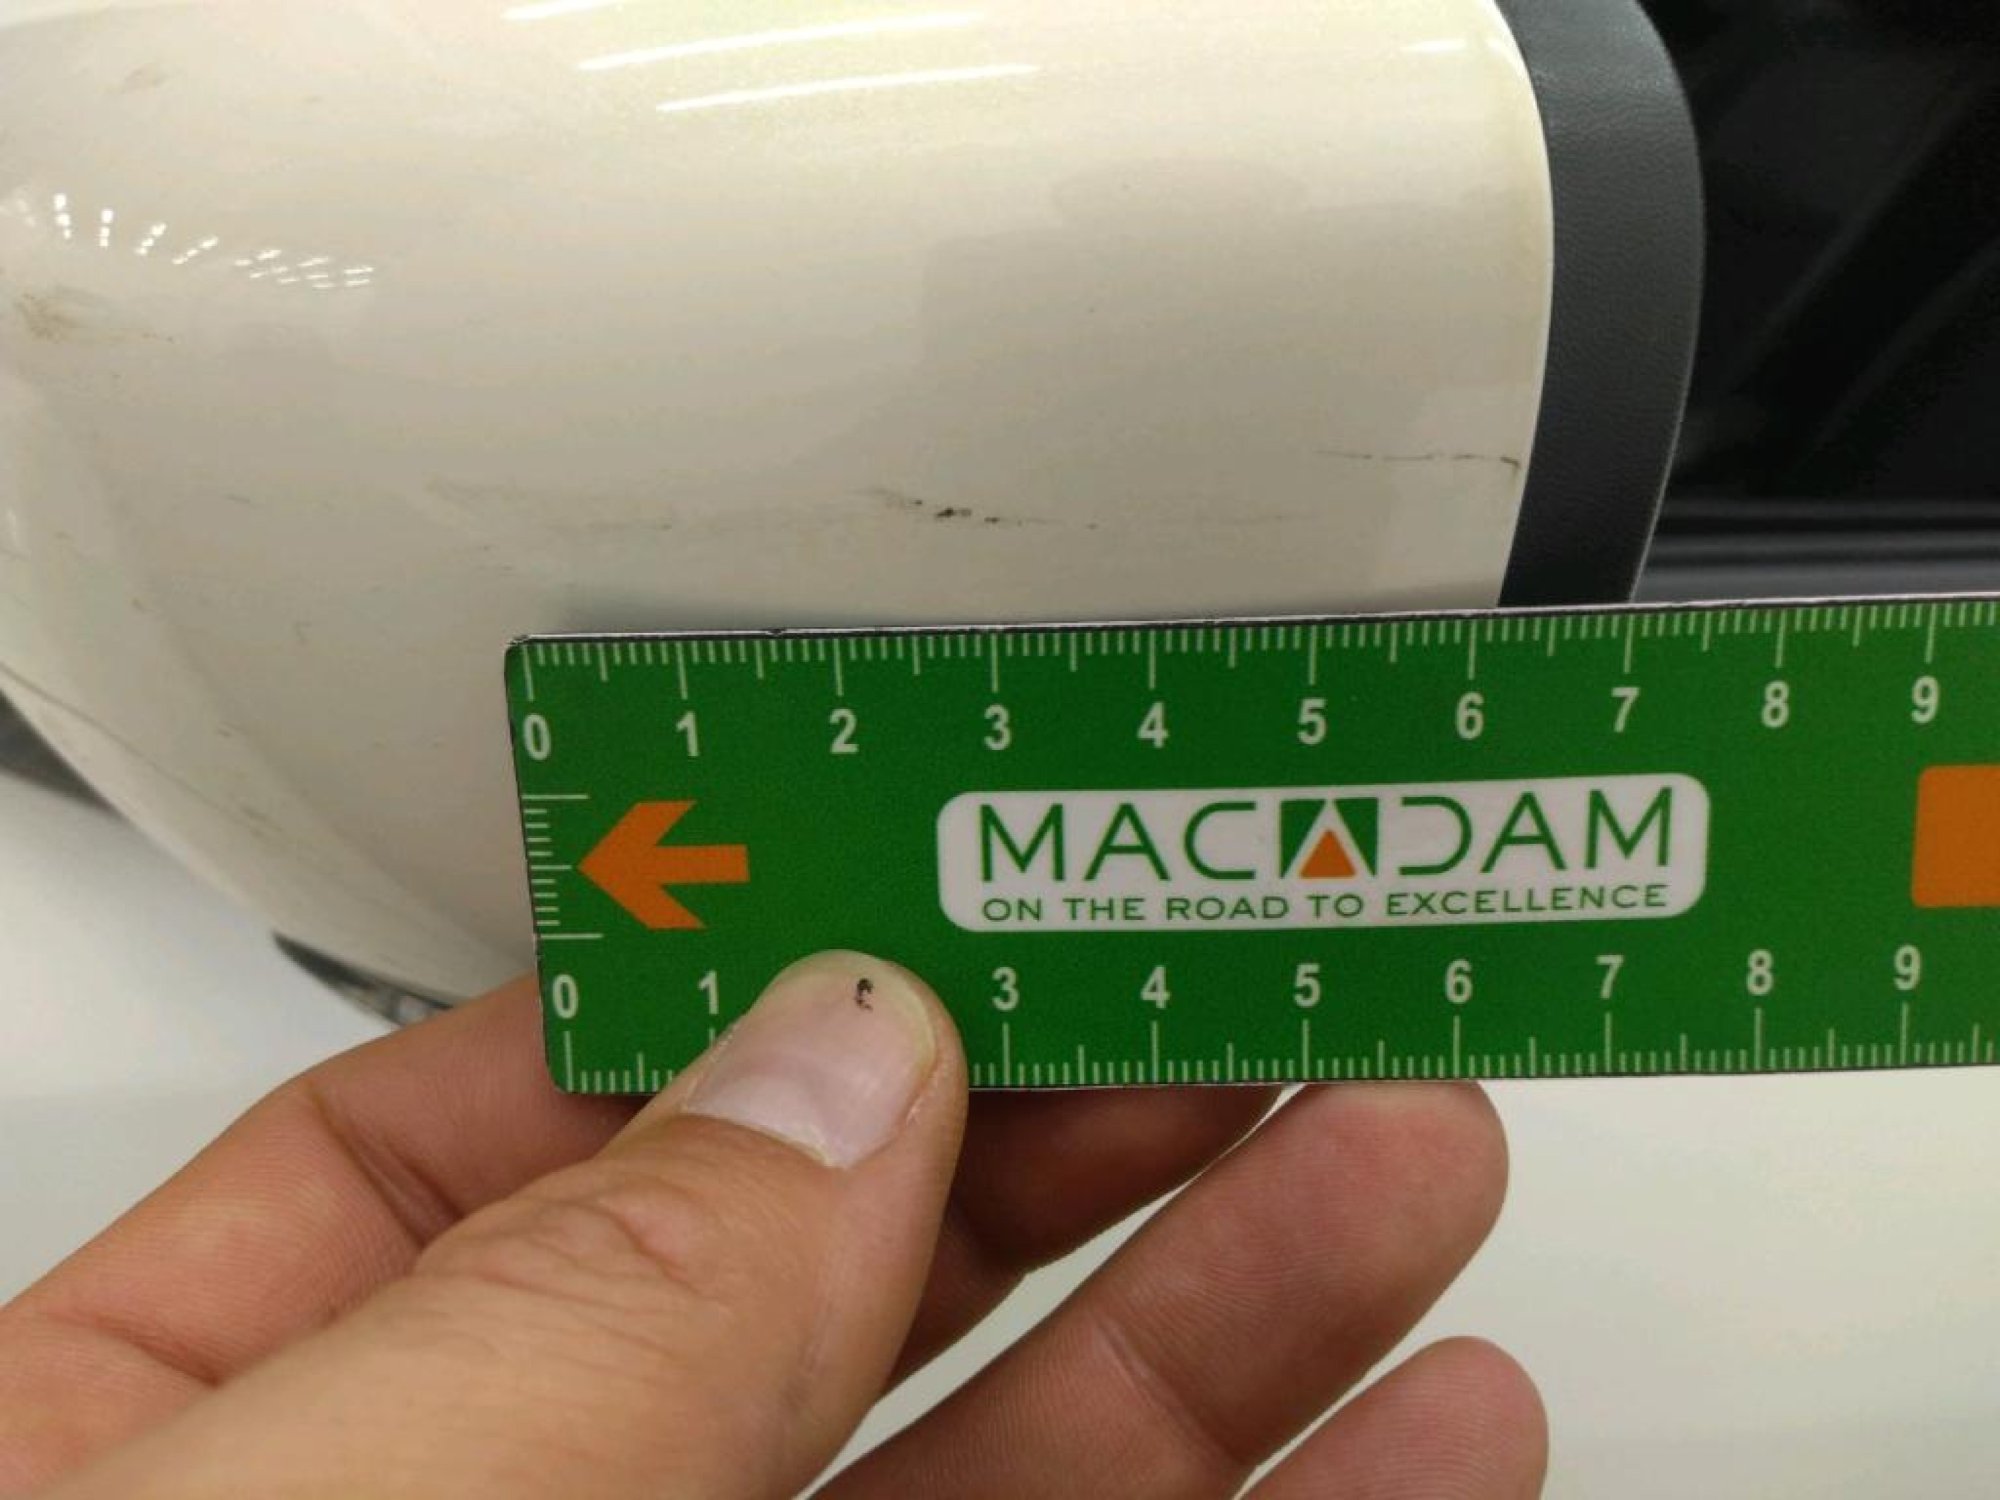 0 1 2 3 4 5 6 7 8 9
MACADAM
ON THE ROAD TO EXCELLENCE
0 1 3 4 5 6 7 8 9